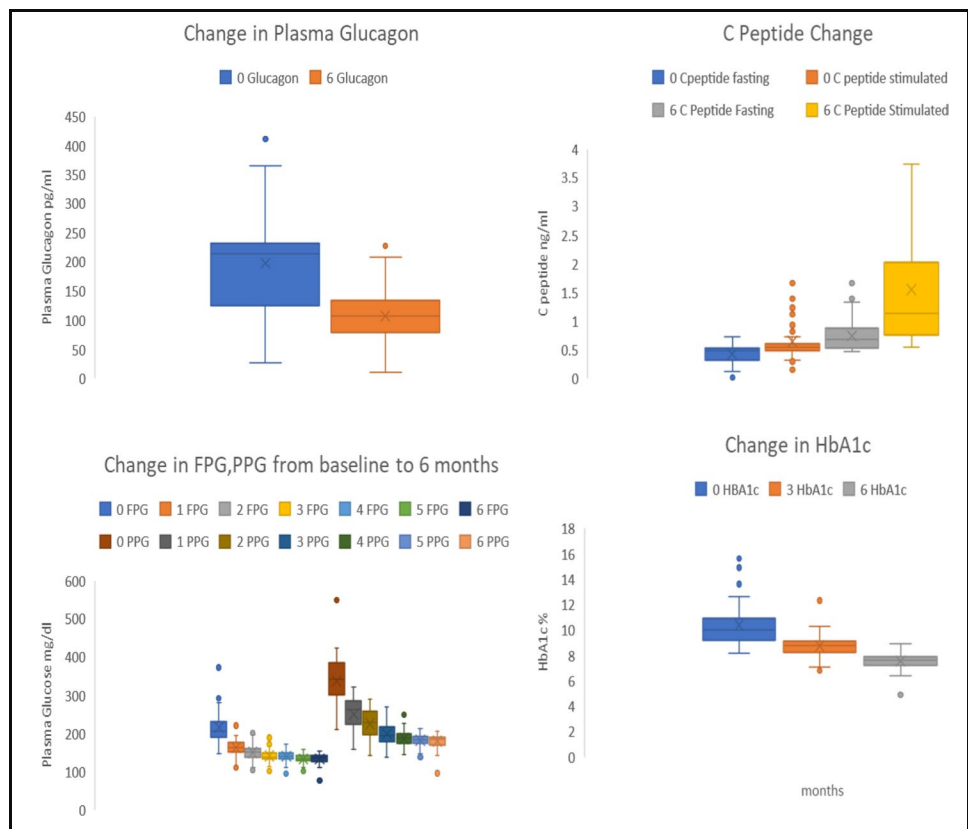 Change in Plasma Glucagon
0 Glucagon 6 Glucagon
Plasma Glucagon pg/ml
450
400
350
300
250
200
150
100
50
0
C Peptide Change
0 Cpeptide fasting 0 C peptide stimulated
6 C Peptide Fasting 6 C Peptide Stimulated
C peptide ng/ml
4
3.5
3
2.5
2
1.5
1
0.5
0
Change in FPG,PPG from baseline to 6 months
0 FPG 1 FPG 2 FPG 3 FPG 4 FPG 5 FPG 6 FPG
0 PPG 1 PPG 2 PPG 3 PPG 4 PPG 5 PPG 6 PPG
Plasma Glucose mg/dl
600
500
400
300
200
100
0
Change in HbA1c
0 HBA1c 3 HbA1c 6 HbA1c
HbA1c %
18
16
14
12
10
8
6
4
2
0
months